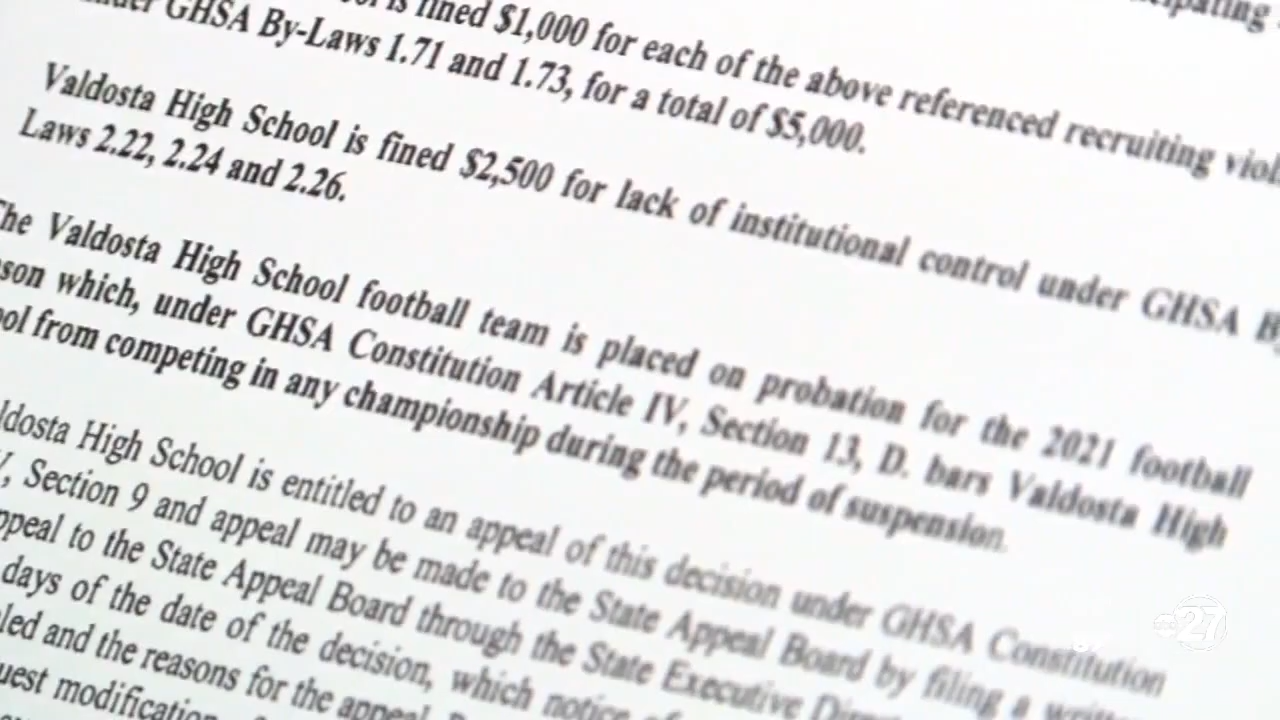 is fined $1,000 for each of the above referenced recruiting
GHSA By-Laws 1.71 and 1.73, for a total of $5,000.
Valdosta High School is fined $2,500 for lack of institutional control under GHSA
Laws 2.22, 2.24 and 2.26.
The Valdosta High School football team is placed on probation for the 2021 football
son which, under GHSA Constitution Article IV, Section 13, D. bars Valdosta High
ol from competing in any championship during the period of suspension.
ldosta High School is entitled to an appeal of this decision under GHSA Constitution
, Section 9 and appeal may be made to the State Appeal Board by filing a
ppeal to the State Appeal Board through the State Executive
days of the date of the decision, which notice
led and the reasons for the appeal.
uest modification
27